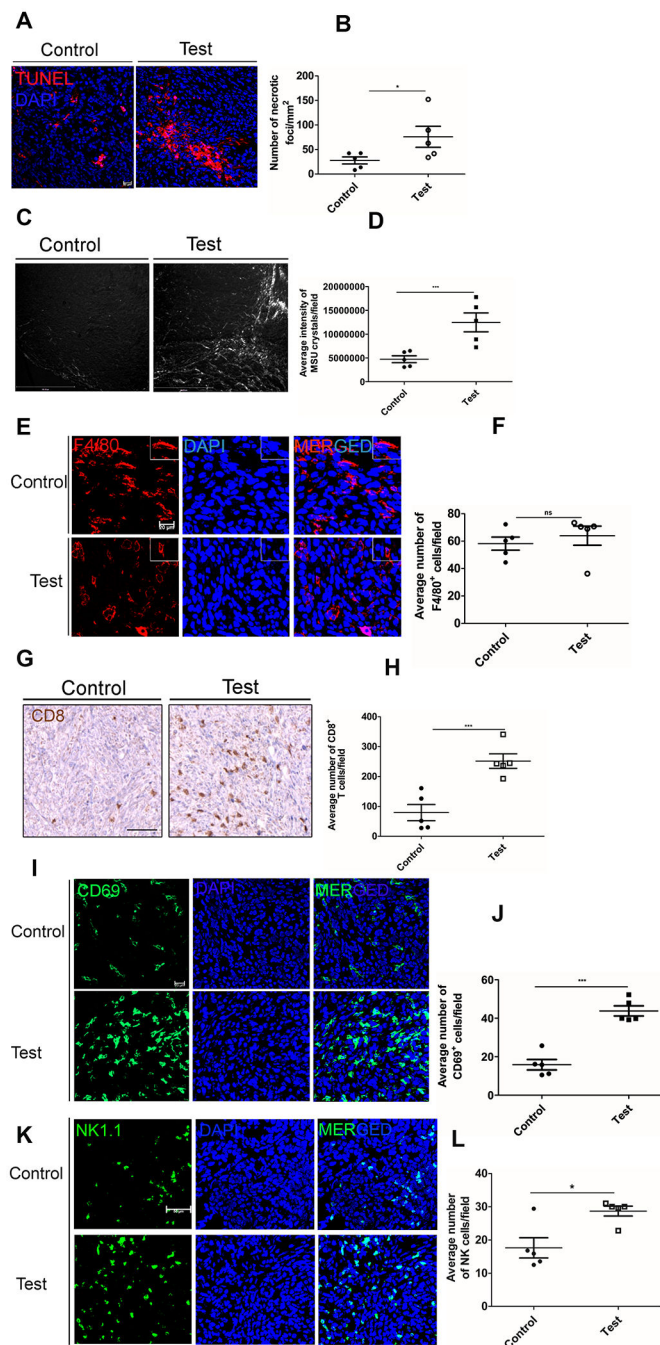 A
Control
Test
TUNEL
DAPI
B
Number of necrotic
foci/mm²
200
150
100
50
0
*
Control
Test
C
Control
Test
D
Average intensity of
MSU crystals/field
20000000
15000000
10000000
5000000
0
***
Control
Test
E
F4/80
DAPI
MERGED
Control
20 µm
Test
F
Average number of
F4/80⁺ cells/field
80
60
40
20
0
ns
Control
Test
G
Control
Test
CD8
H
Average number of CD8⁺
T cells/field
400
300
200
100
0
***
Control
Test
I
CD69
DAPI
MERGED
Control
Test
J
Average number of
CD69⁺ cells/field
60
40
20
0
***
Control
Test
K
NK1.1
DAPI
MERGED
Control
Test
L
Average number
of NK cells/field
40
30
20
10
0
*
Control
Test